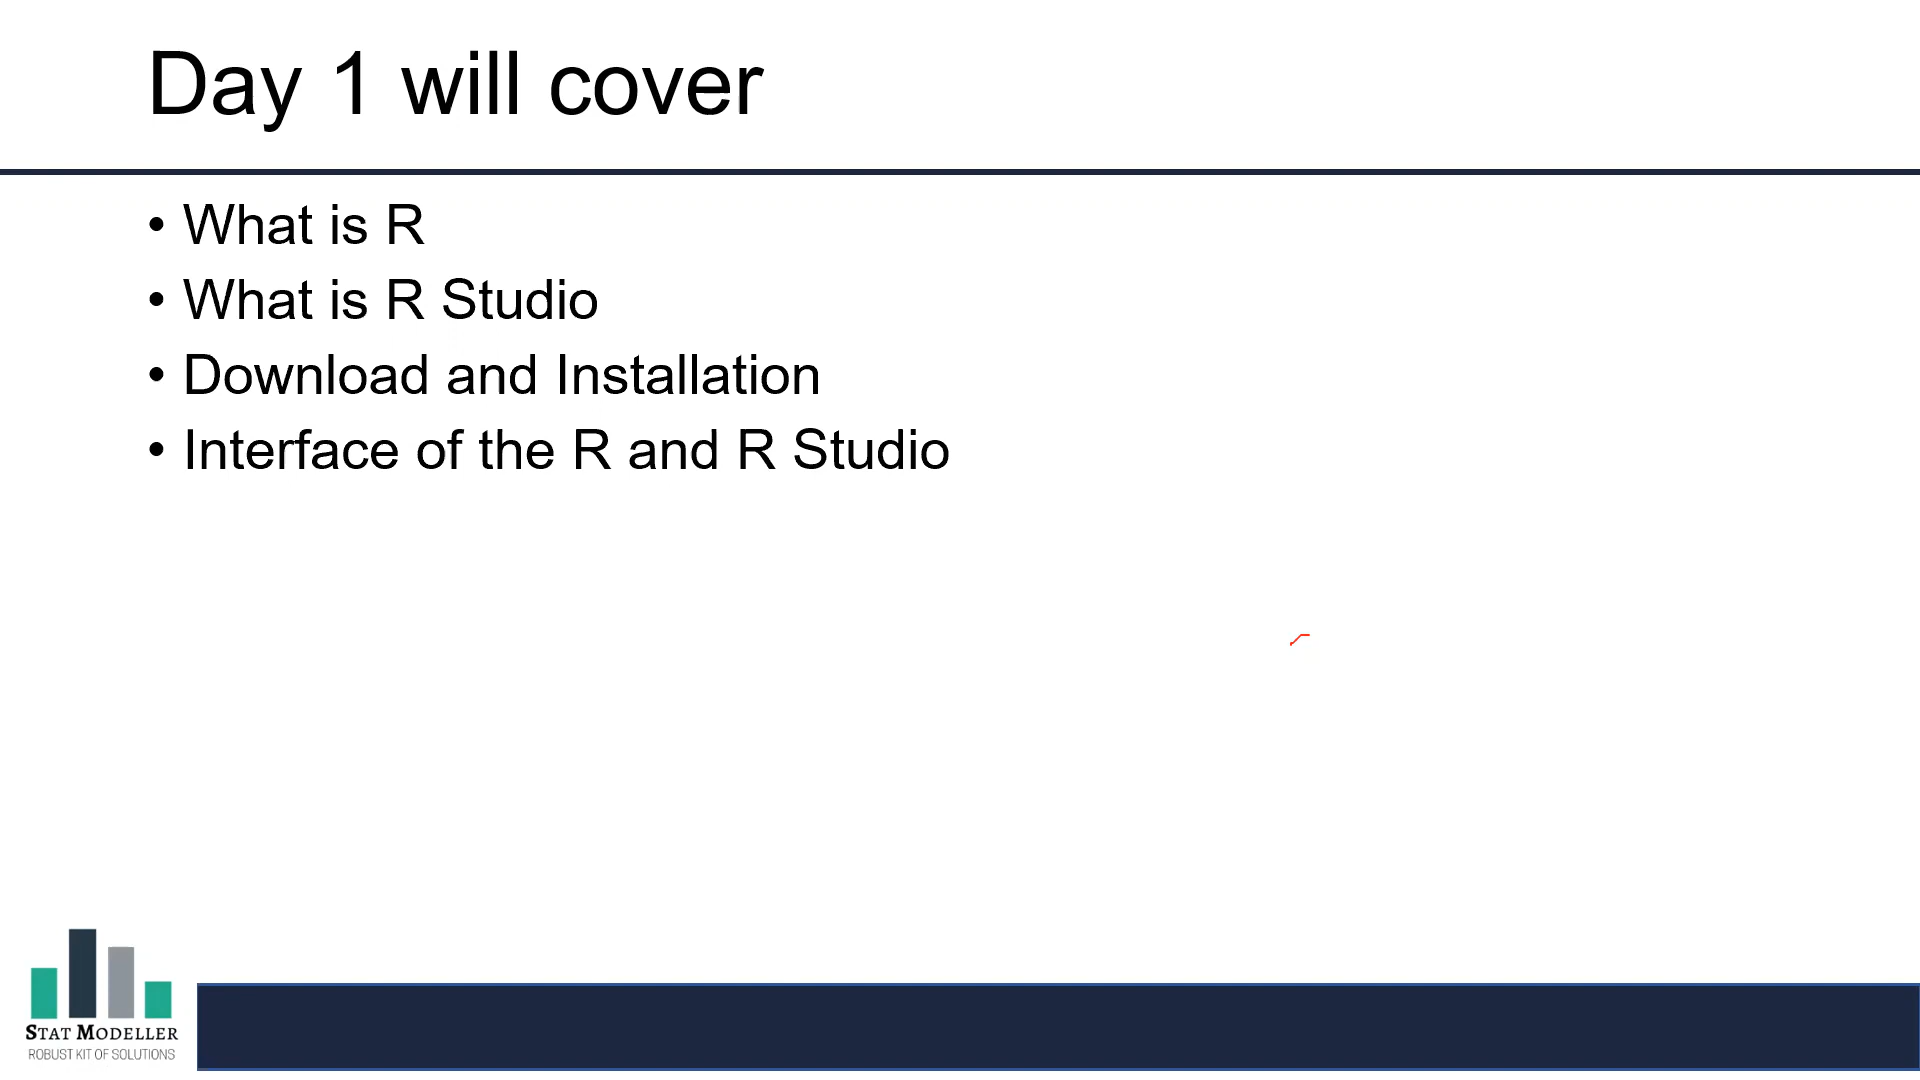 Day 1 will cover
• What is R
• What is R Studio
• Download and Installation
• Interface of the R and R Studio
STAT MODELLER
ROBUST KIT OF SOLUTIONS